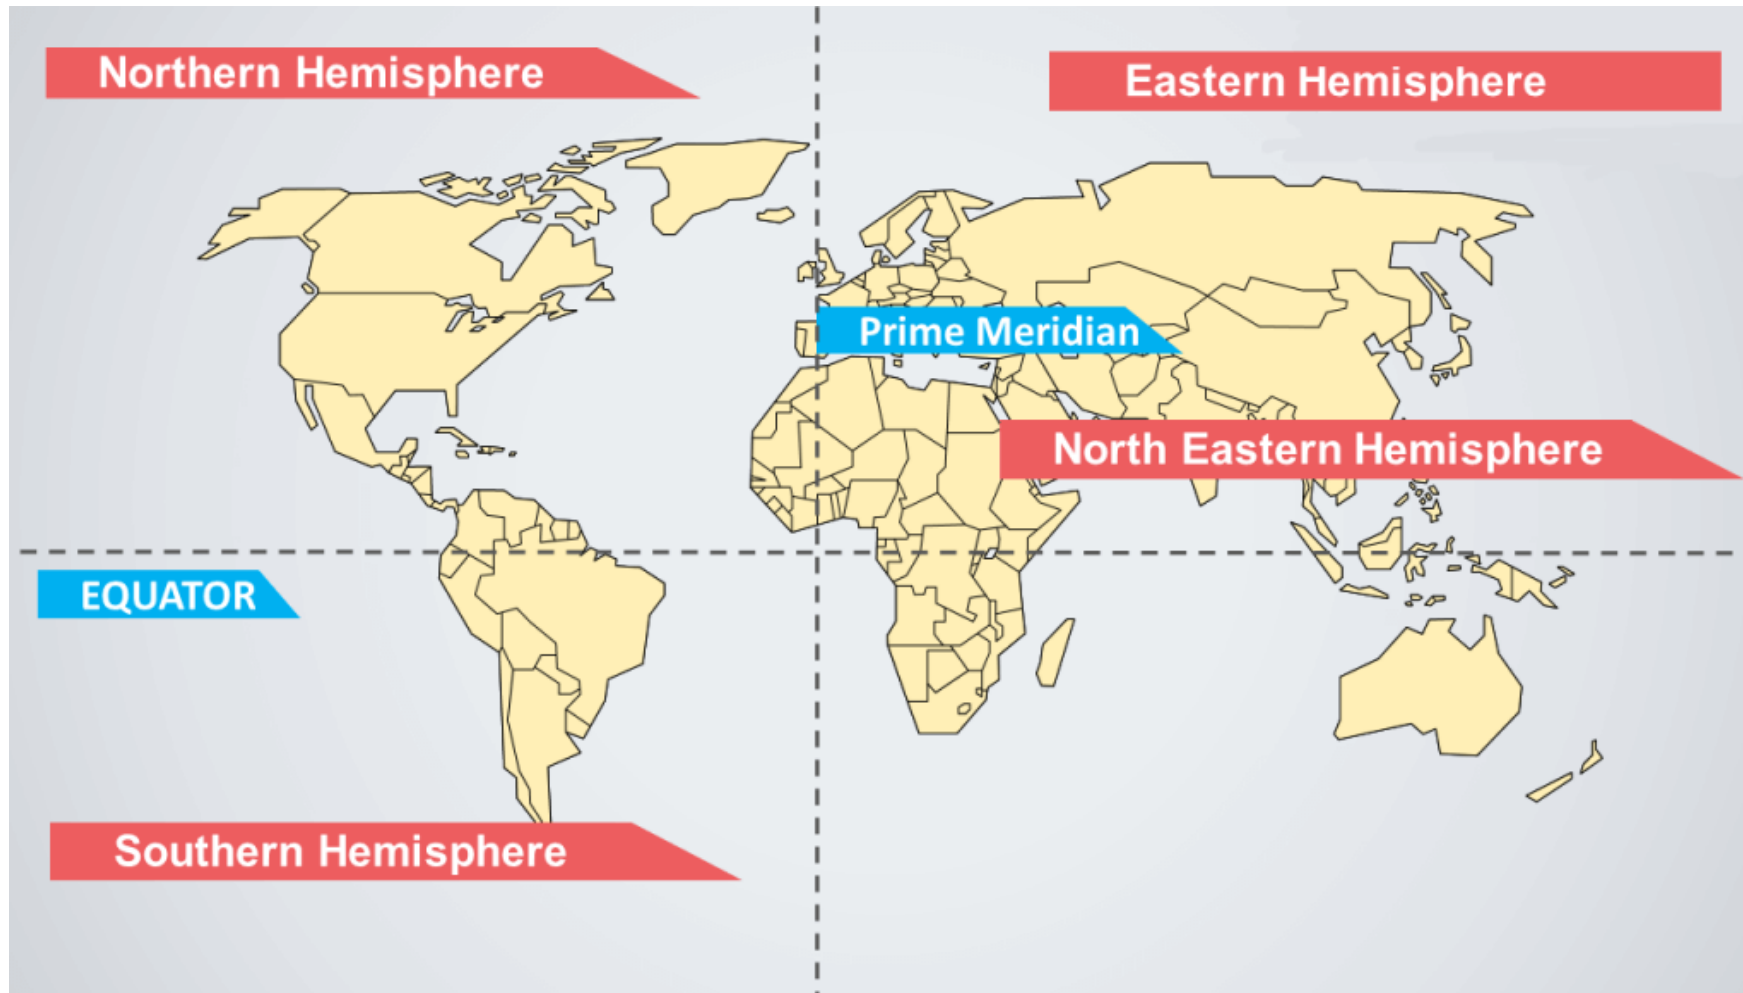 Northern Hemisphere
Eastern Hemisphere
Prime Meridian
North Eastern Hemisphere
EQUATOR
Southern Hemisphere